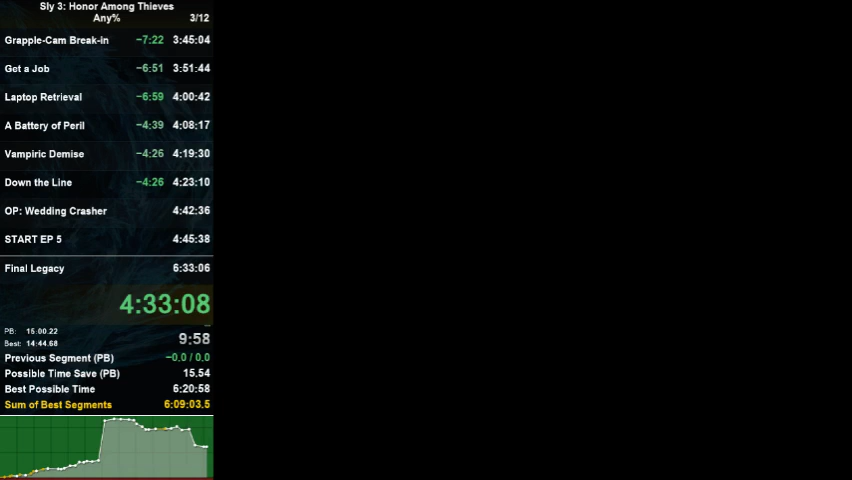 Sly 3: Honor Among Thieves
Any% 3/12
Grapple-Cam Break-in −7:22 3:45:04
Get a Job −6:51 3:51:44
Laptop Retrieval −6:59 4:00:42
A Battery of Peril −4:39 4:08:17
Vampiric Demise −4:26 4:19:30
Down the Line −4:26 4:23:10
OP: Wedding Crasher 4:42:36
START EP 5 4:45:38
Final Legacy 6:33:06
4:33:08
PB: 15:00.22
Best: 14:44.68
9:58
Previous Segment (PB) −0.0 / 0.0
Possible Time Save (PB) 15.54
Best Possible Time 6:20:58
Sum of Best Segments 6:09:03.5